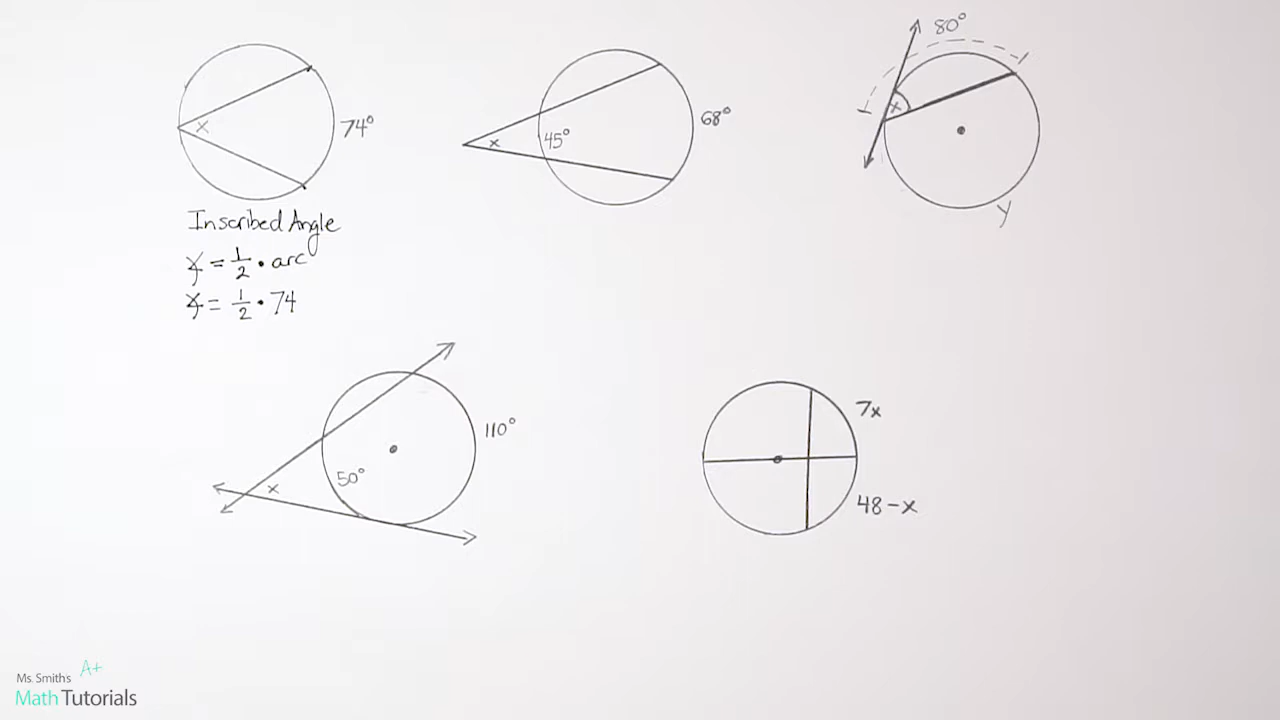 x
74°
Inscribed Angle
∡ = 1/2 • arc
∡ = 1/2 • 74
x
45°
68°
80°
x
y
x
50°
110°
7x
48 - x
Ms. Smith's A+
Math Tutorials